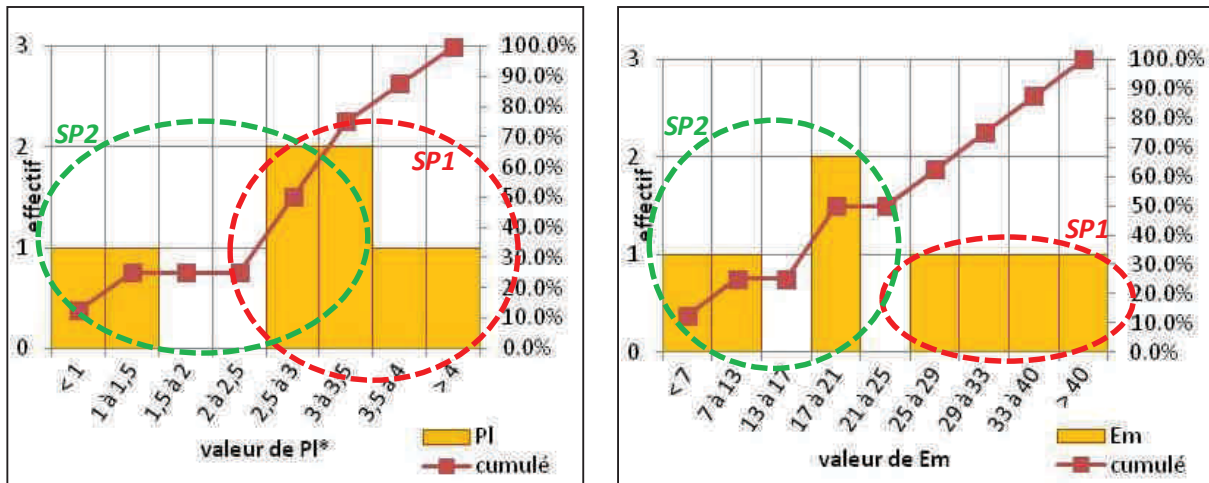 3
2
1
0
effectif
100.0%
90.0%
80.0%
70.0%
60.0%
50.0%
40.0%
30.0%
20.0%
10.0%
0.0%
SP2
SP1
< 1
1 à 1,5
1,5 à 2
2 à 2,5
2,5 à 3
3 à 3,5
3,5 à 4
> 4
valeur de Pl*
Pl
cumulé
3
2
1
0
effectif
100.0%
90.0%
80.0%
70.0%
60.0%
50.0%
40.0%
30.0%
20.0%
10.0%
0.0%
SP2
SP1
< 7
7 à 13
13 à 17
17 à 21
21 à 25
25 à 29
29 à 33
33 à 40
> 40
valeur de Em
Em
cumulé